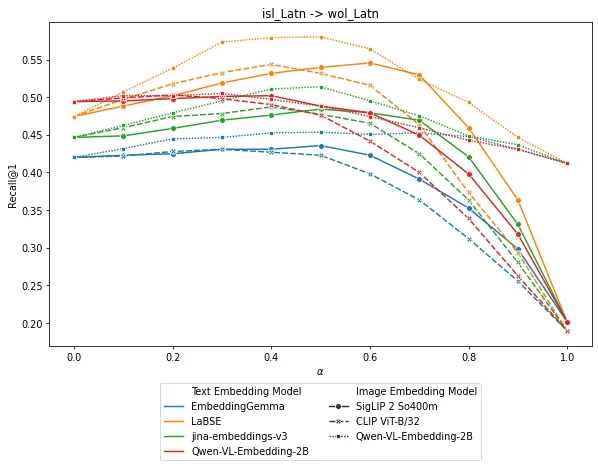 isl_Latn -> wol_Latn
Recall@1
0.55
0.50
0.45
0.40
0.35
0.30
0.25
0.20
0.0 0.2 0.4 0.6 0.8 1.0
α
Text Embedding Model Image Embedding Model
EmbeddingGemma SigLIP 2 So400m
LaBSE CLIP ViT-B/32
jina-embeddings-v3 Qwen-VL-Embedding-2B
Qwen-VL-Embedding-2B